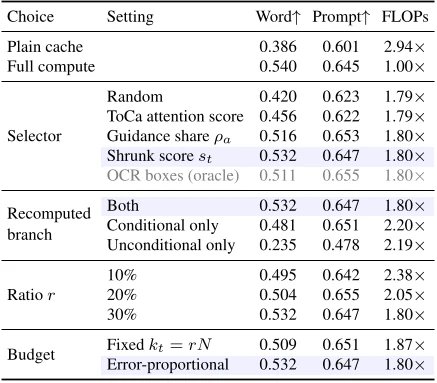 Choice Setting Word↑ Prompt↑ FLOPs
Plain cache 0.386 0.601 2.94×
Full compute 0.540 0.645 1.00×
Random 0.420 0.623 1.79×
ToCa attention score 0.456 0.622 1.79×
Selector Guidance share ρₐ 0.516 0.653 1.80×
Shrunk score sₜ 0.532 0.647 1.80×
OCR boxes (oracle) 0.511 0.655 1.80×
Recomputed branch Both 0.532 0.647 1.80×
Conditional only 0.481 0.651 2.20×
Unconditional only 0.235 0.478 2.19×
10% 0.495 0.642 2.38×
Ratio r 20% 0.504 0.655 2.05×
30% 0.532 0.647 1.80×
Budget Fixed kₜ = rN 0.509 0.651 1.87×
Error-proportional 0.532 0.647 1.80×